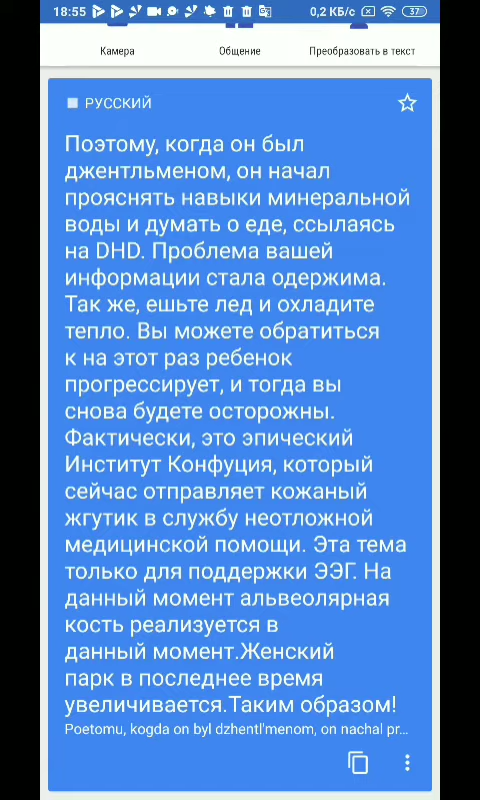 18:55
0,2 КБ/с
37
Камера
Общение
Преобразовать в текст
РУССКИЙ
Поэтому, когда он был
джентльменом, он начал
прояснять навыки минеральной
воды и думать о еде, ссылаясь
на DHD. Проблема вашей
информации стала одержима.
Так же, ешьте лед и охладите
тепло. Вы можете обратиться
к на этот раз ребенок
прогрессирует, и тогда вы
снова будете осторожны.
Фактически, это эпический
Институт Конфуция, который
сейчас отправляет кожаный
жгутик в службу неотложной
медицинской помощи. Эта тема
только для поддержки ЭЭГ. На
данный момент альвеолярная
кость реализуется в
данный момент.Женский
парк в последнее время
увеличивается.Таким образом!
Poetomu, kogda on byl dzhentl'menom, on nachal pr...